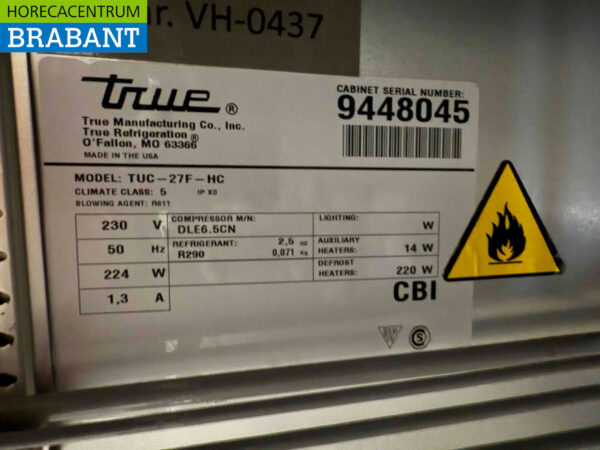 HORECACENTRUM
BRABANT
nr. VH-0437
true ®
CABINET SERIAL NUMBER:
9448045
True Manufacturing Co., Inc.
True Refrigeration ®
O'Fallon, MO 63366
MADE IN THE USA
MODEL: TUC-27F-HC
CLIMATE CLASS: 5 IP X0
BLOWING AGENT: R611
230 V COMPRESSOR M/N: DLE6.5CN LIGHTING: W
50 Hz REFRIGERANT: R290 2,5 oz 0,071 Kg AUXILIARY HEATERS: 14 W
224 W DEFROST HEATERS: 220 W
1,3 A
CBI